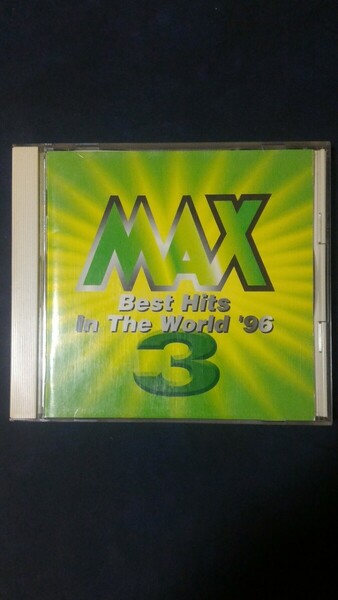 MAX
Best Hits
In The World '96
3